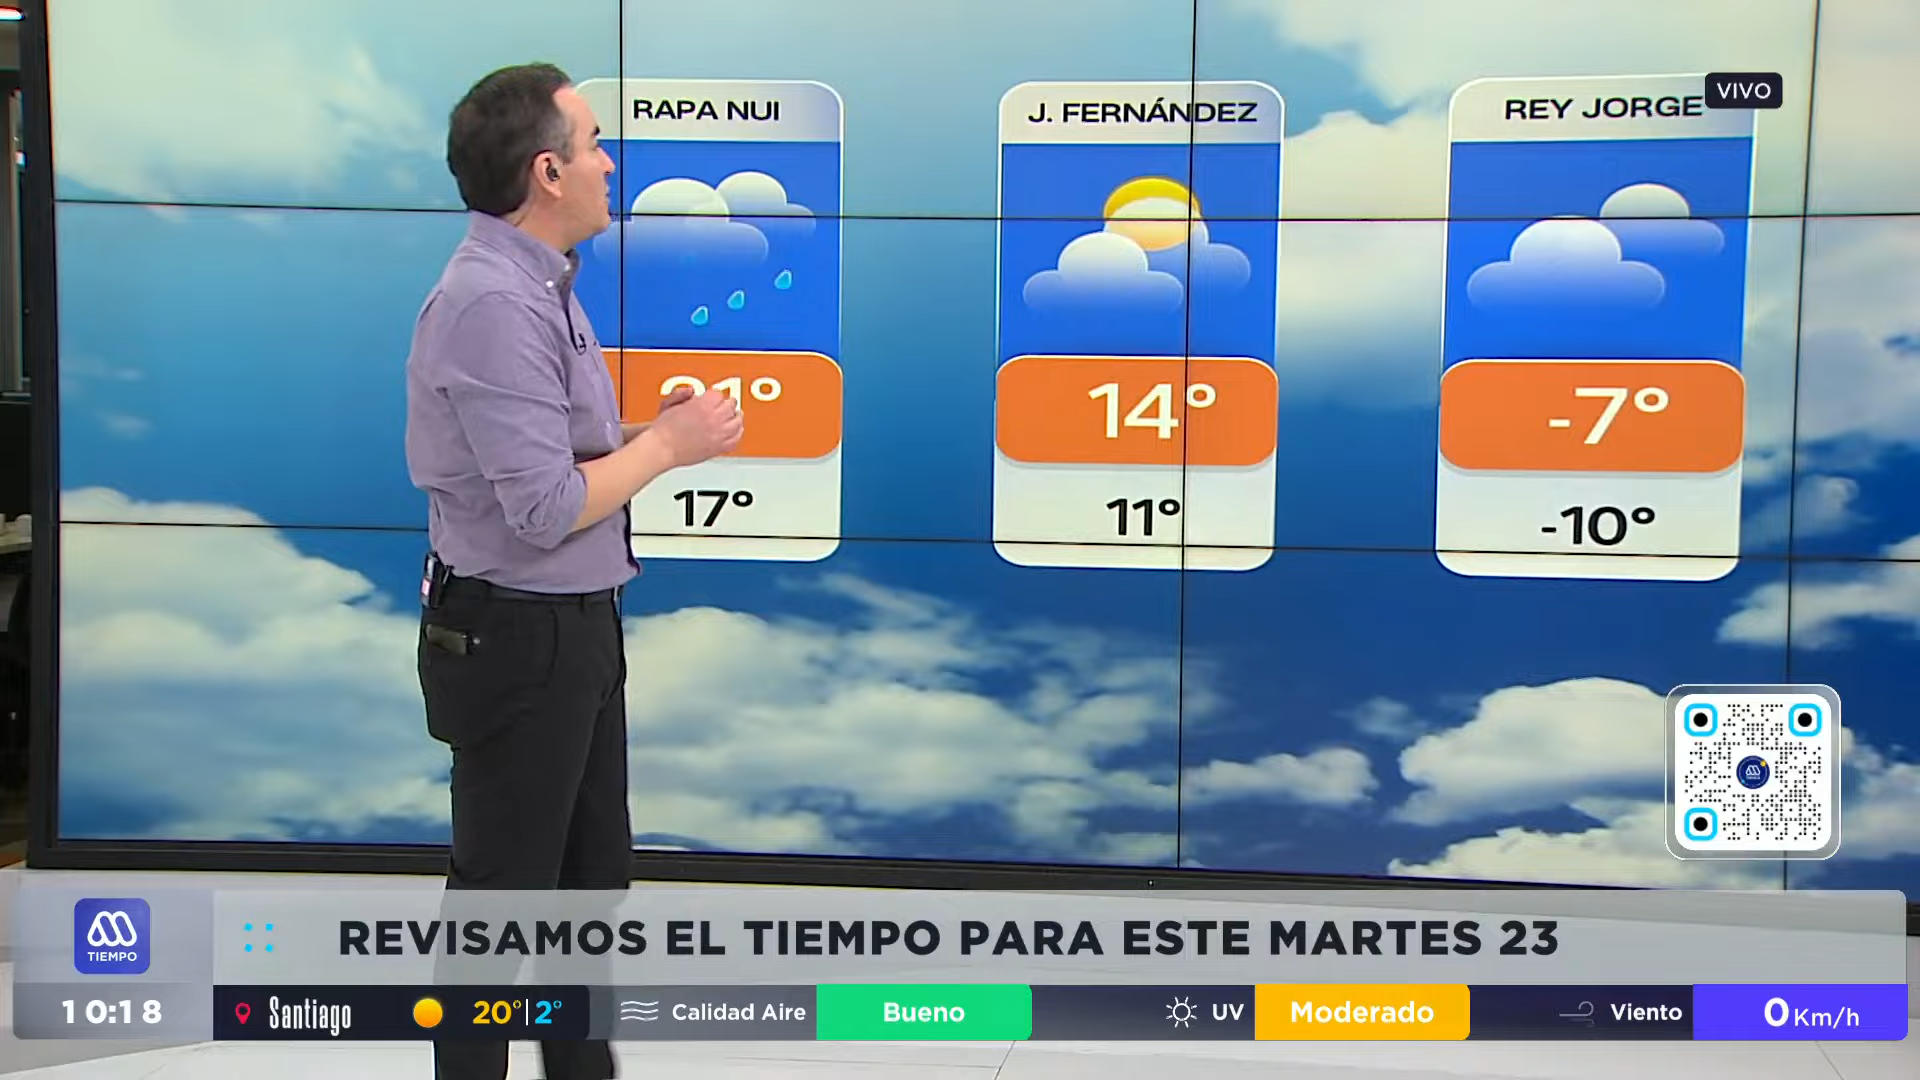 RAPA NUI
J. FERNÁNDEZ
REY JORGE
VIVO
14°
-7°
17°
11°
-10°
REVISAMOS EL TIEMPO PARA ESTE MARTES 23
TIEMPO
10:18
Santiago
20°|2°
Calidad Aire
Bueno
UV
Moderado
Viento
0 Km/h